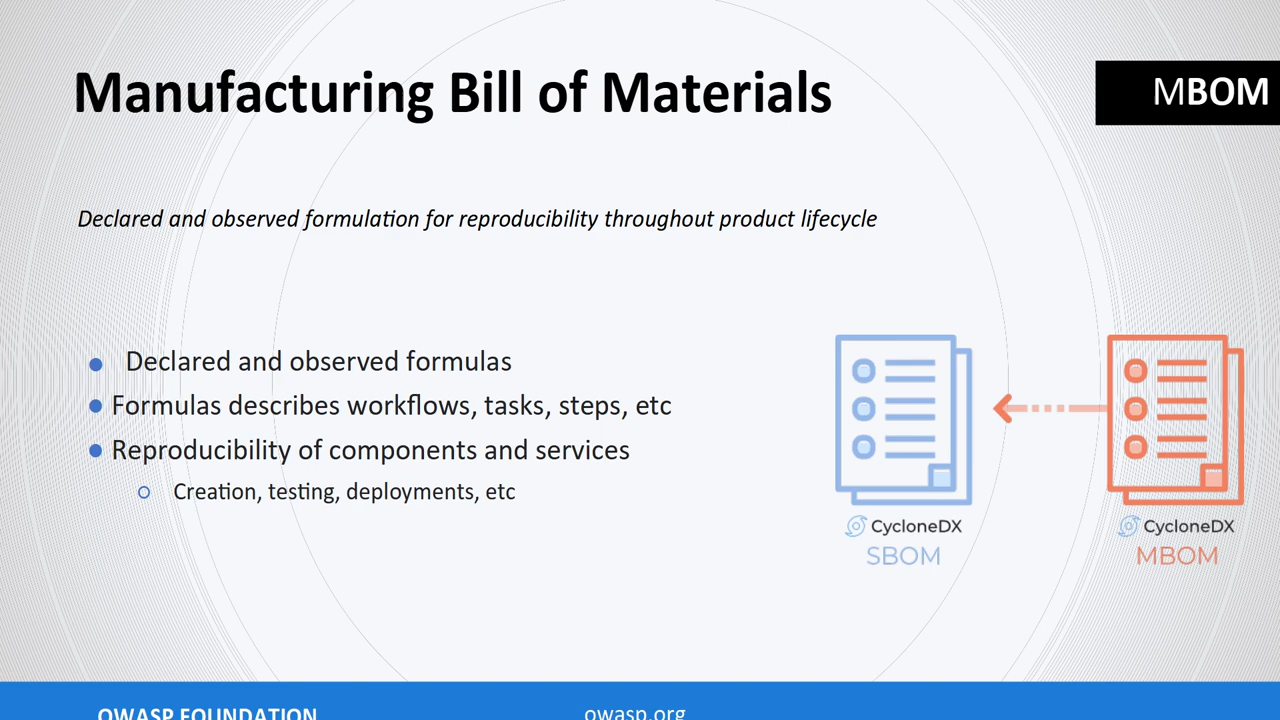 Manufacturing Bill of Materials
MBOM
Declared and observed formulation for reproducibility throughout product lifecycle
Declared and observed formulas
Formulas describes workflows, tasks, steps, etc
Reproducibility of components and services
Creation, testing, deployments, etc
CycloneDX
SBOM
CycloneDX
MBOM
OWASP FOUNDATION
owasp.org